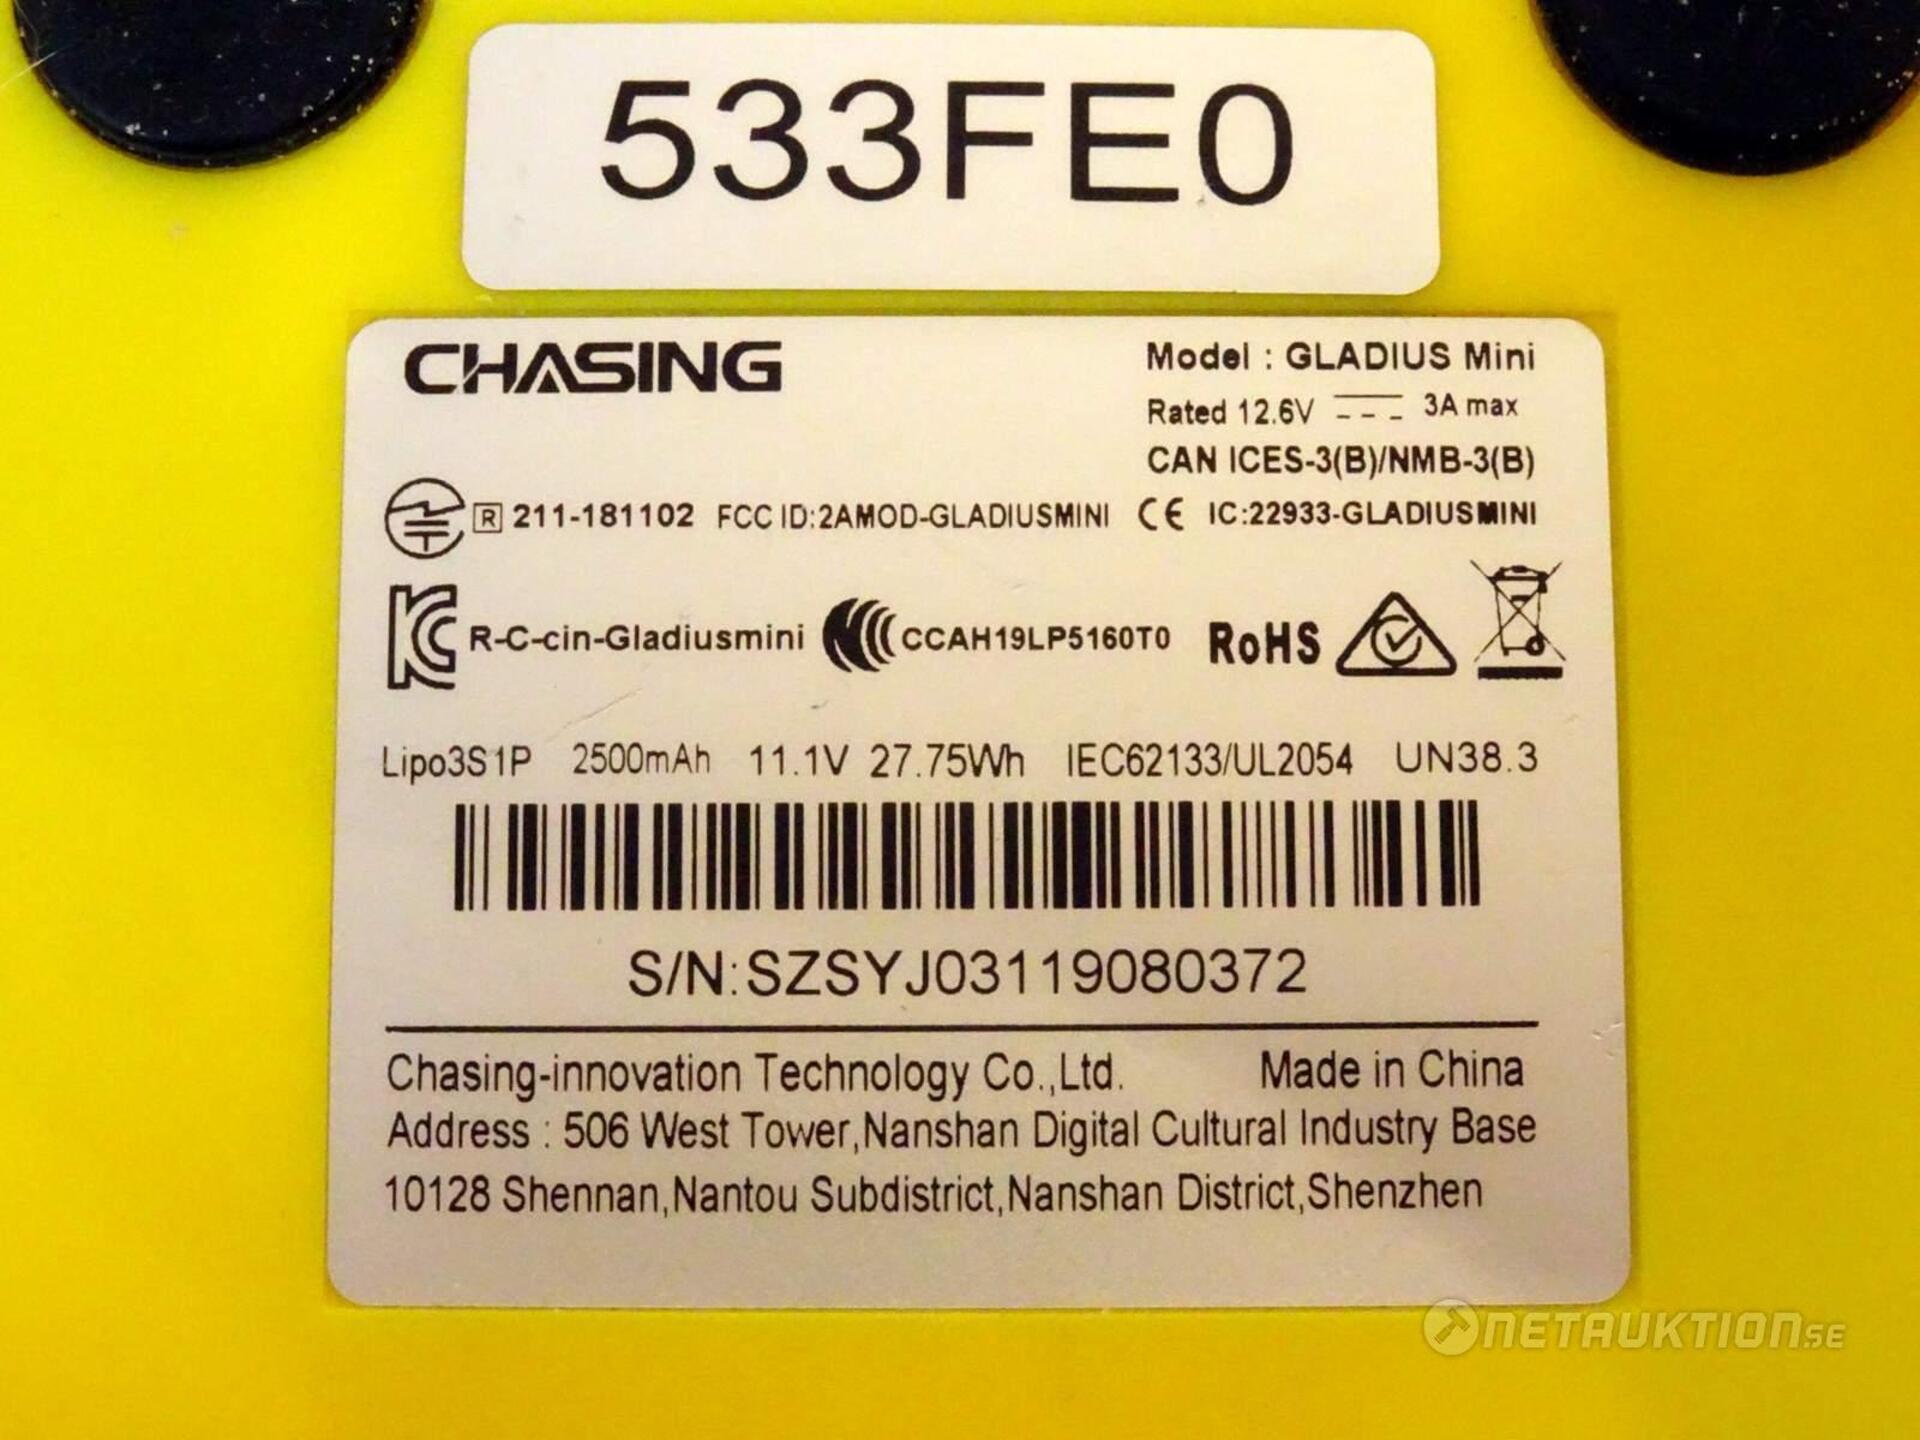 533FE0
CHASING
Model : GLADIUS Mini
Rated 12.6V 3A max
CAN ICES-3(B)/NMB-3(B)
R 211-181102 FCC ID:2AMOD-GLADIUSMINI CE IC:22933-GLADIUSMINI
KC R-C-cin-Gladiusmini CCAH19LP5160T0 RoHS
Lipo3S1P 2500mAh 11.1V 27.75Wh IEC62133/UL2054 UN38.3
S/N:SZSYJ03119080372
Chasing-innovation Technology Co.,Ltd. Made in China
Address : 506 West Tower,Nanshan Digital Cultural Industry Base
10128 Shennan,Nantou Subdistrict,Nanshan District,Shenzhen
NETAUKTION.SE